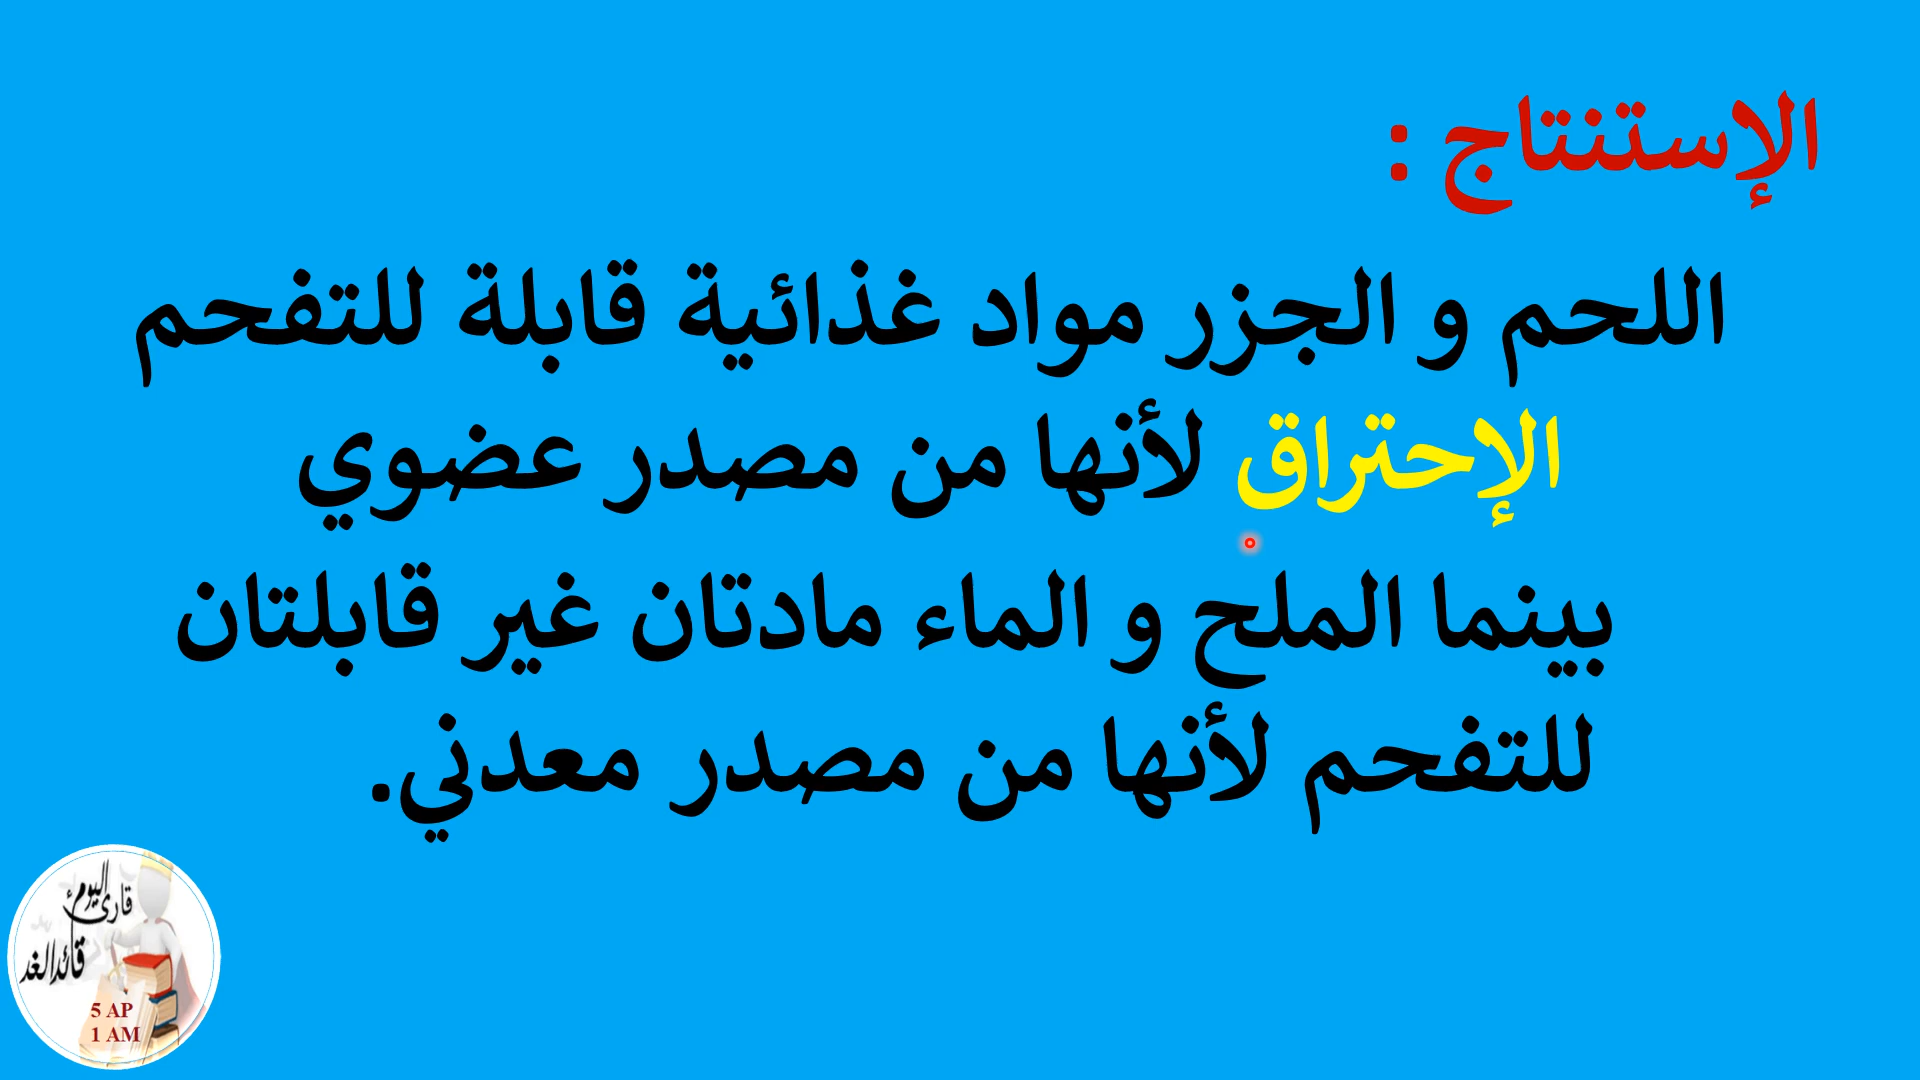 الإستنتاج :
اللحم و الجزر مواد غذائية قابلة للتفحم
الإحتراق لأنها من مصدر عضوي
بينما الملح و الماء مادتان غير قابلتان
للتفحم لأنها من مصدر معدني.
قارئ اليوم
قائد الغد
5 AP
1 AM